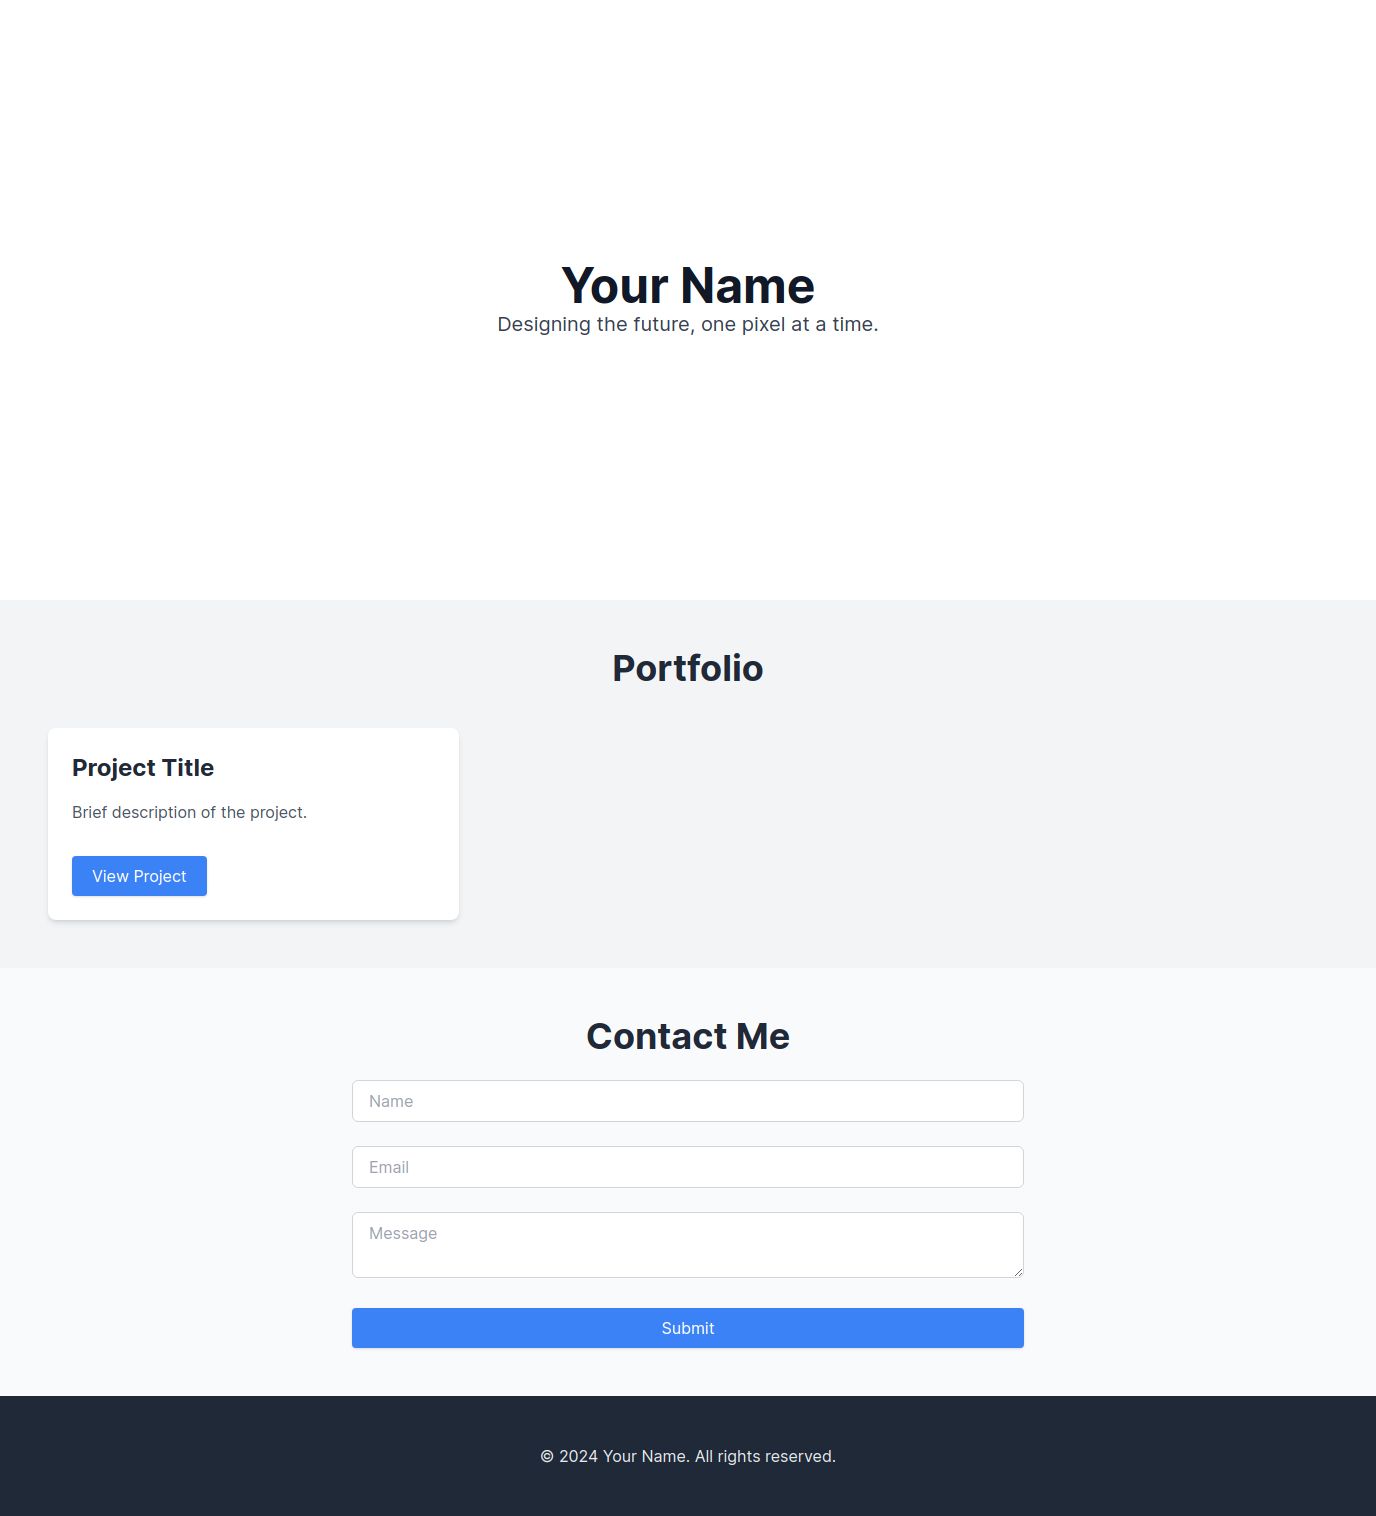 Your Name
Designing the future, one pixel at a time.
Portfolio
Project Title
Brief description of the project.
View Project
Contact Me
Name
Email
Message
Submit
© 2024 Your Name. All rights reserved.